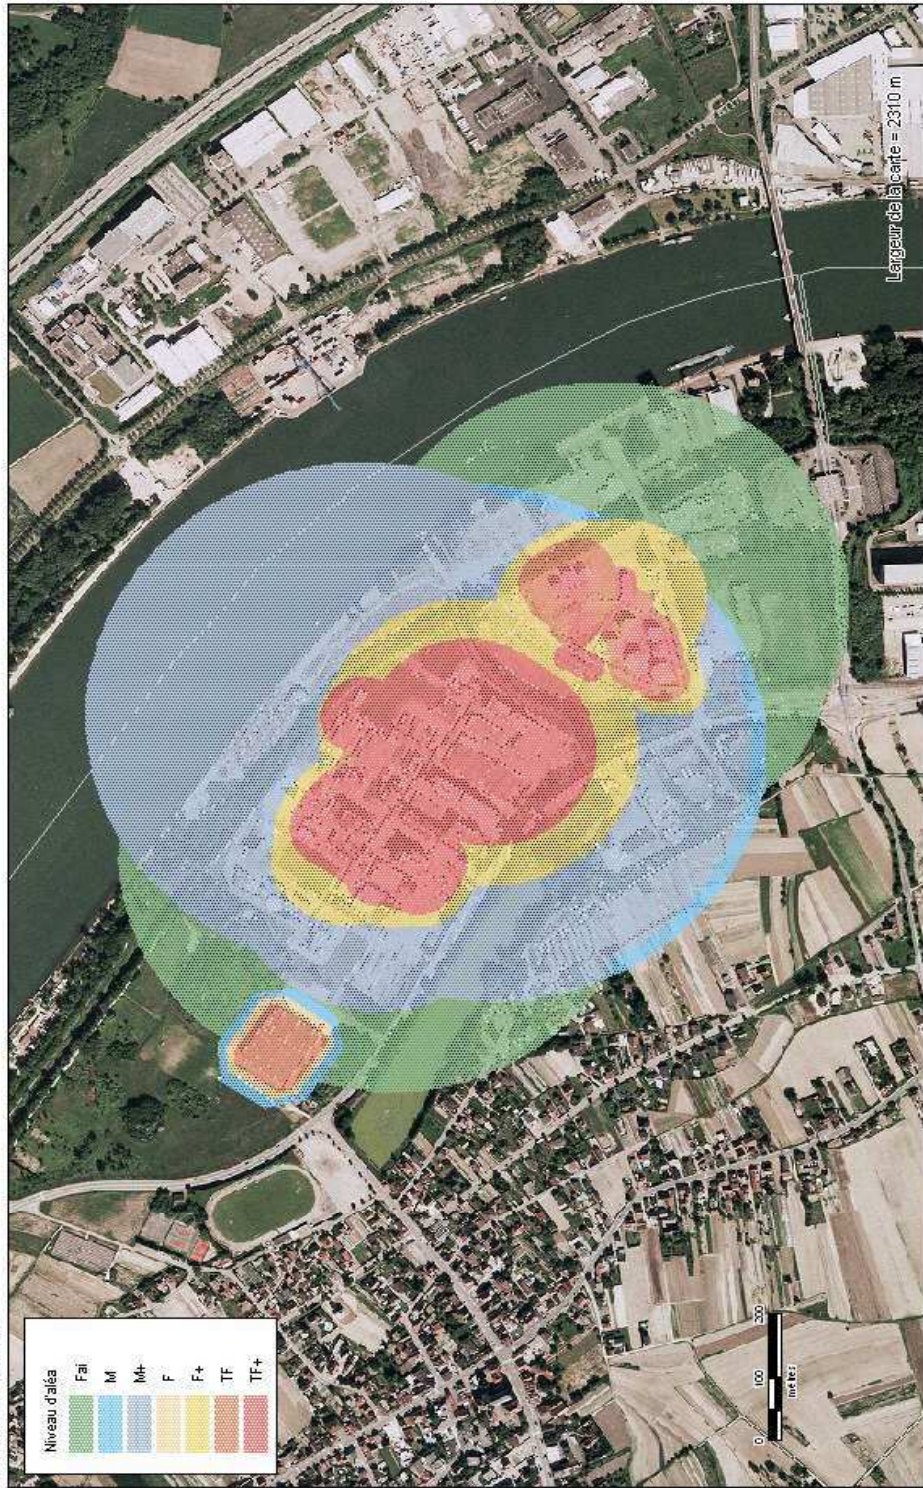 Niveau d'aléa
Fai
M
M+
F
F+
TF
TF+
0 100 200
mètres
Largeur de la carte = 2310 m